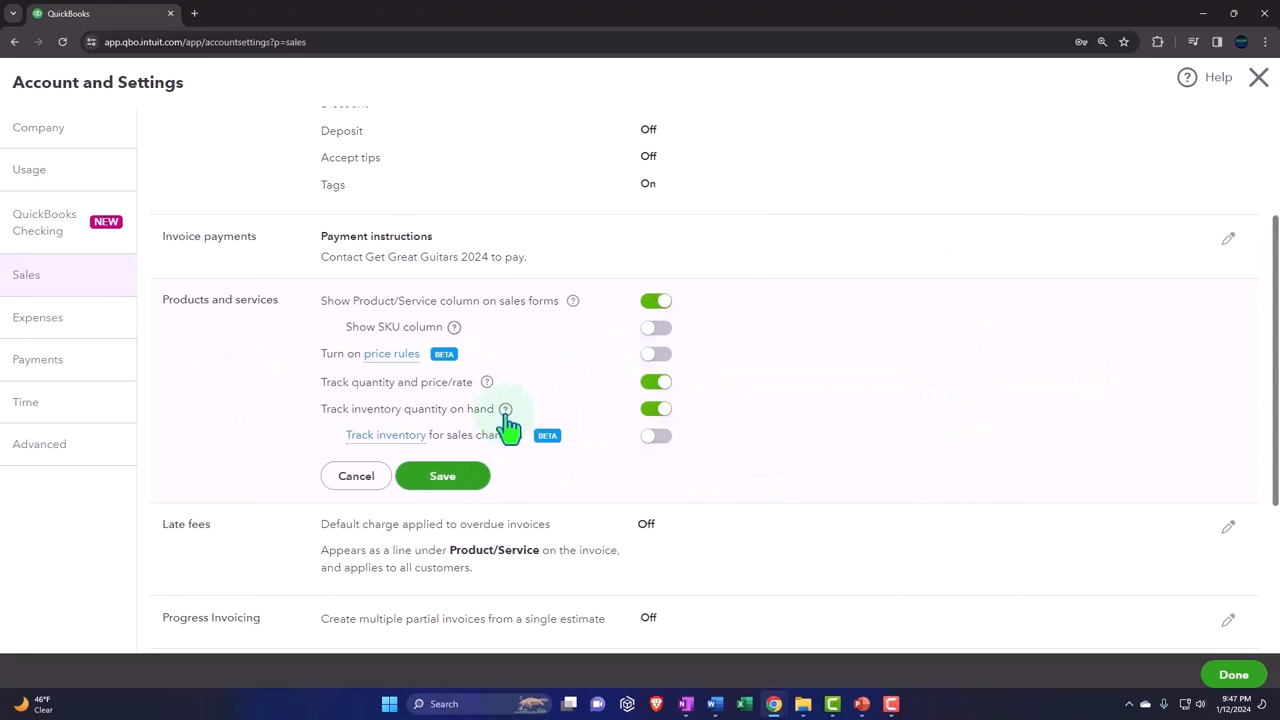 QuickBooks
app.qbo.intuit.com/app/accountsettings?p=sales
Account and Settings
Help
Company
Usage
QuickBooks
Checking
NEW
Sales
Expenses
Payments
Time
Advanced
Discount
Deposit Off
Accept tips Off
Tags On
Invoice payments
Payment instructions
Contact Get Great Guitars 2024 to pay.
Products and services
Show Product/Service column on sales forms ?
Show SKU column ?
Turn on price rules BETA
Track quantity and price/rate ?
Track inventory quantity on hand ?
Track inventory for sales BETA
Cancel Save
Late fees
Default charge applied to overdue invoices Off
Appears as a line under Product/Service on the invoice,
and applies to all customers.
Progress Invoicing
Create multiple partial invoices from a single estimate Off
Done
46°F
Clear
Search
9:47 PM
1/12/2024